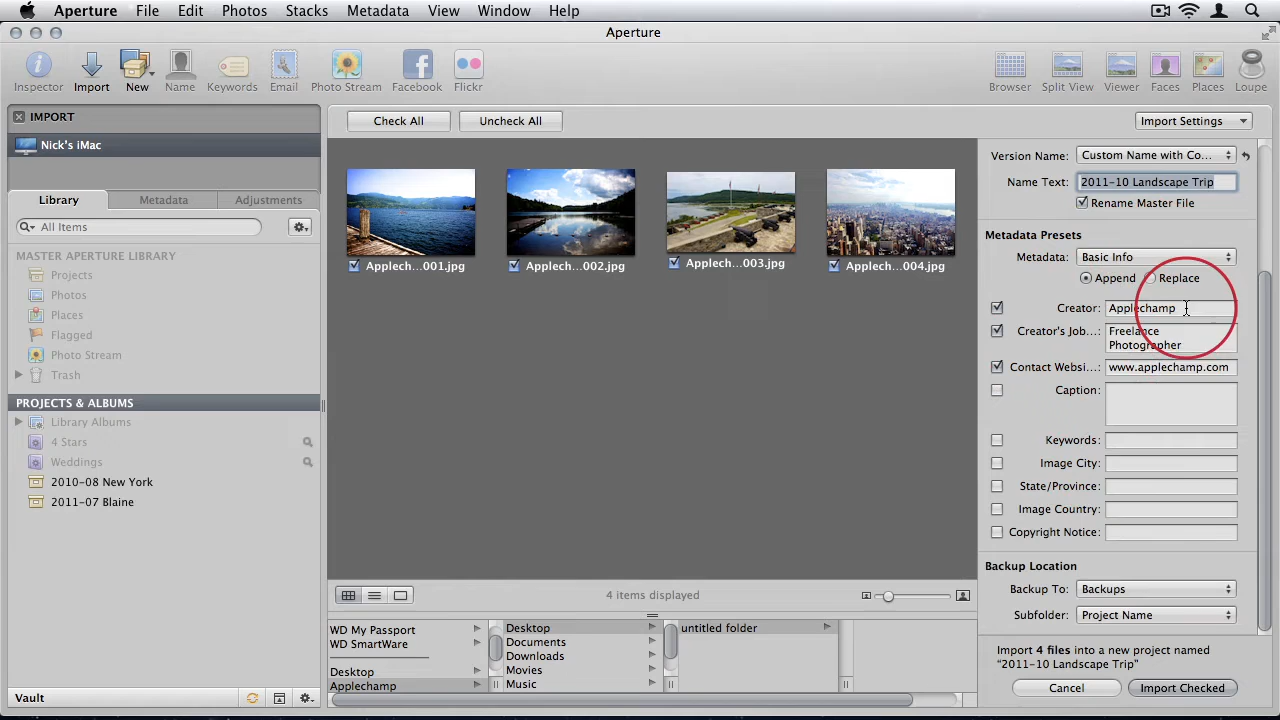 Aperture File Edit Photos Stacks Metadata View Window Help
Aperture
Inspector Import New Name Keywords Email Photo Stream Facebook Flickr Browser Split View Viewer Faces Places Loupe
IMPORT
Nick's iMac
Library Metadata Adjustments
All Items
MASTER APERTURE LIBRARY
Projects
Photos
Places
Flagged
Photo Stream
Trash
PROJECTS & ALBUMS
Library Albums
4 Stars
Weddings
2010-08 New York
2011-07 Blaine
Vault
Check All Uncheck All Import Settings
Applech...001.jpg Applech...002.jpg Applech...003.jpg Applech...004.jpg
4 items displayed
WD My Passport
WD SmartWare
Desktop
Applechamp
Desktop
Documents
Downloads
Movies
Music
untitled folder
Version Name: Custom Name with Co...
Name Text: 2011-10 Landscape Trip
Rename Master File
Metadata Presets
Metadata: Basic Info
Append Replace
Creator: Applechamp
Creator's Job...: Freelance
Photographer
Contact Websi...: www.applechamp.com
Caption:
Keywords:
Image City:
State/Province:
Image Country:
Copyright Notice:
Backup Location
Backup To: Backups
Subfolder: Project Name
Import 4 files into a new project named
"2011-10 Landscape Trip"
Cancel Import Checked